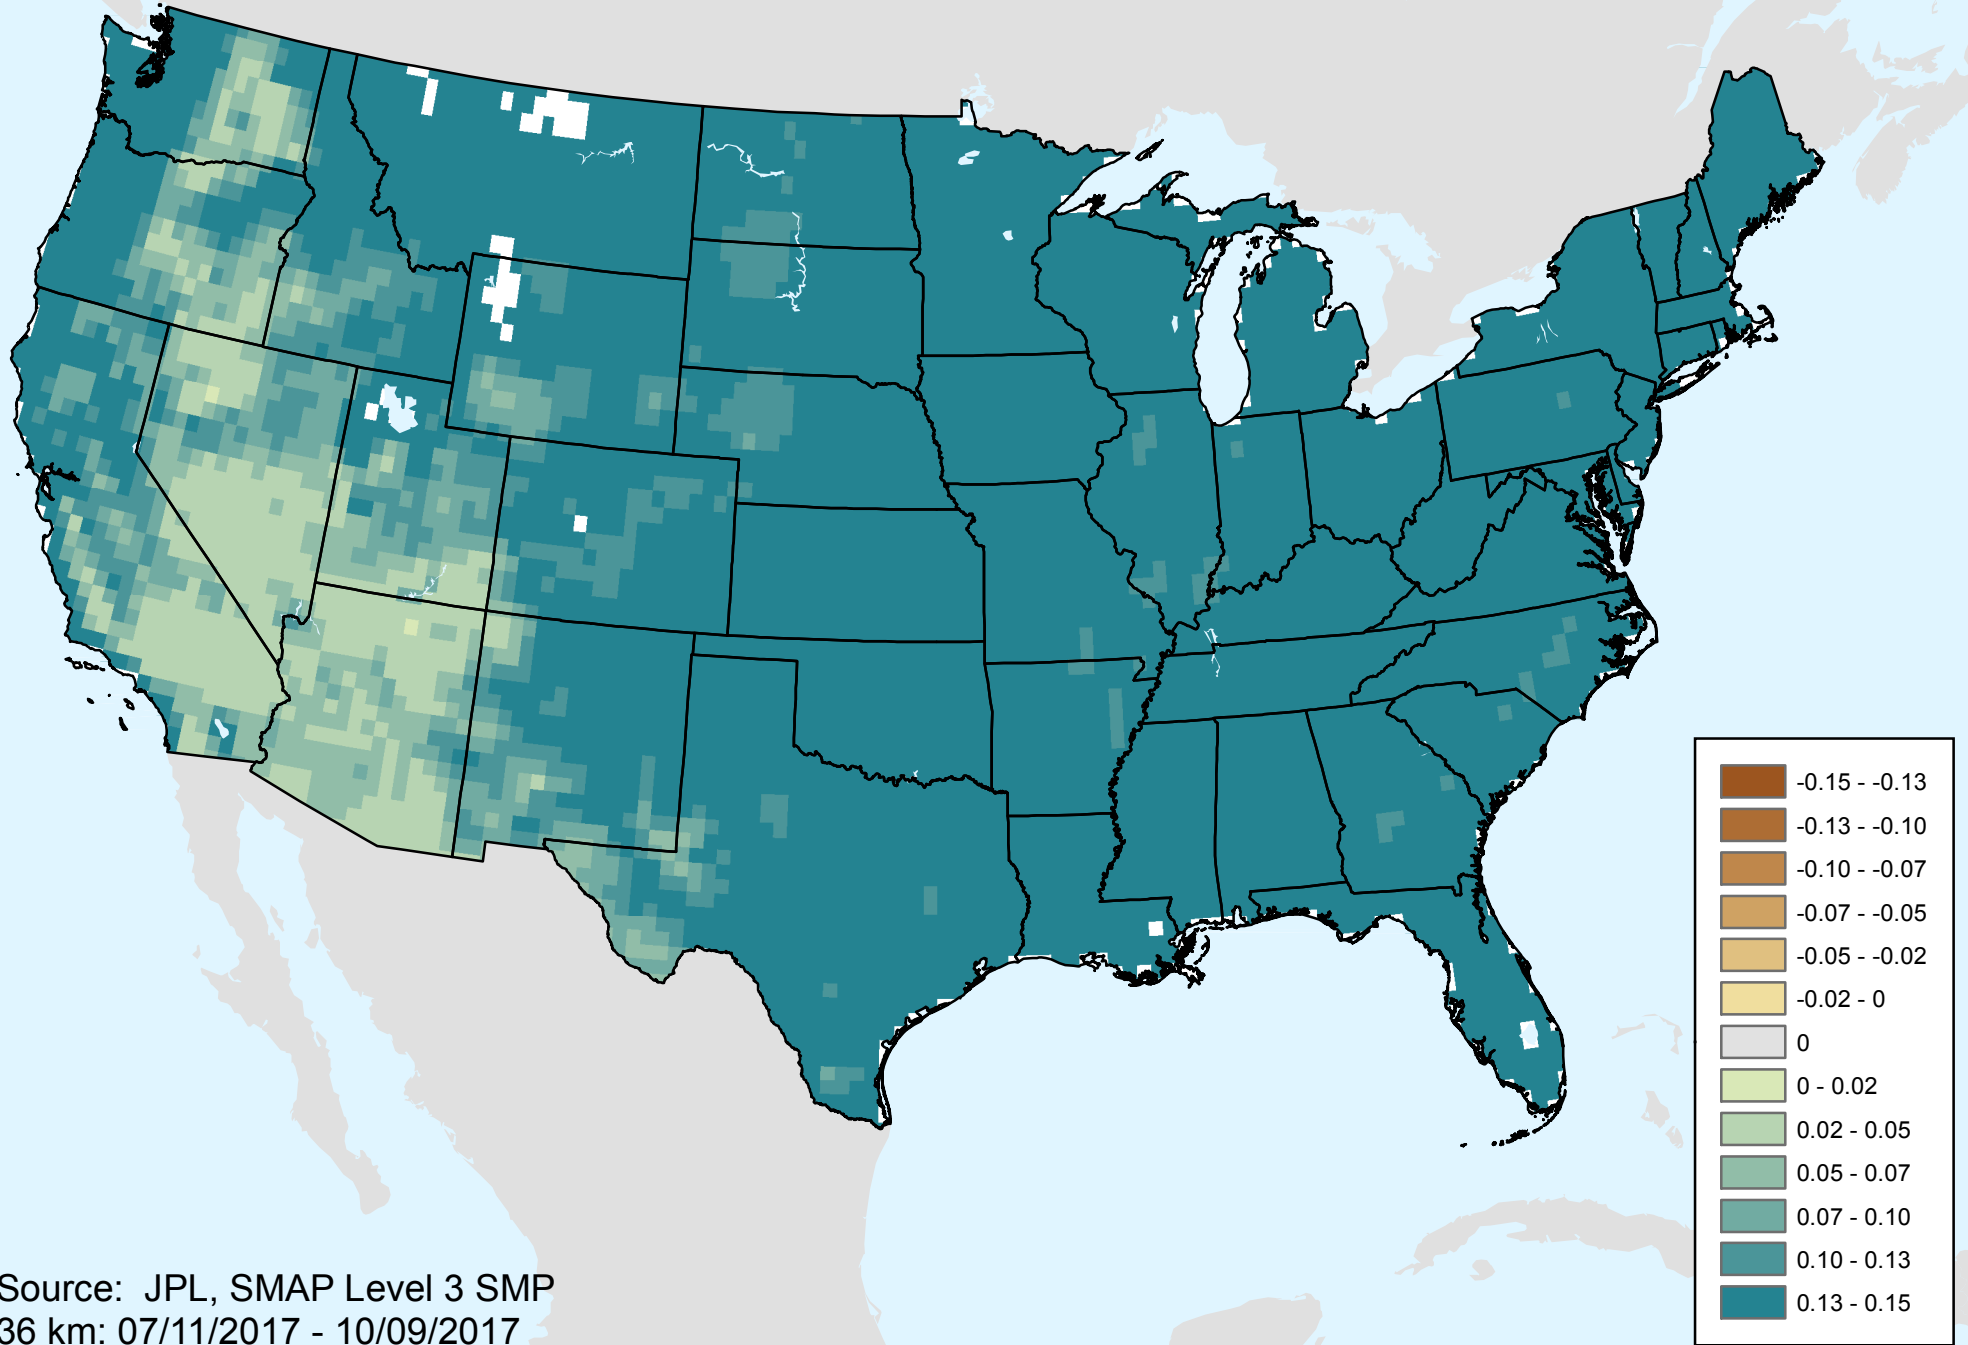 -0.15 - -0.13
-0.13 - -0.10
-0.10 - -0.07
-0.07 - -0.05
-0.05 - -0.02
-0.02 - 0
0
0 - 0.02
0.02 - 0.05
0.05 - 0.07
0.07 - 0.10
0.10 - 0.13
0.13 - 0.15
Source: JPL, SMAP Level 3 SMP
36 km: 07/11/2017 - 10/09/2017